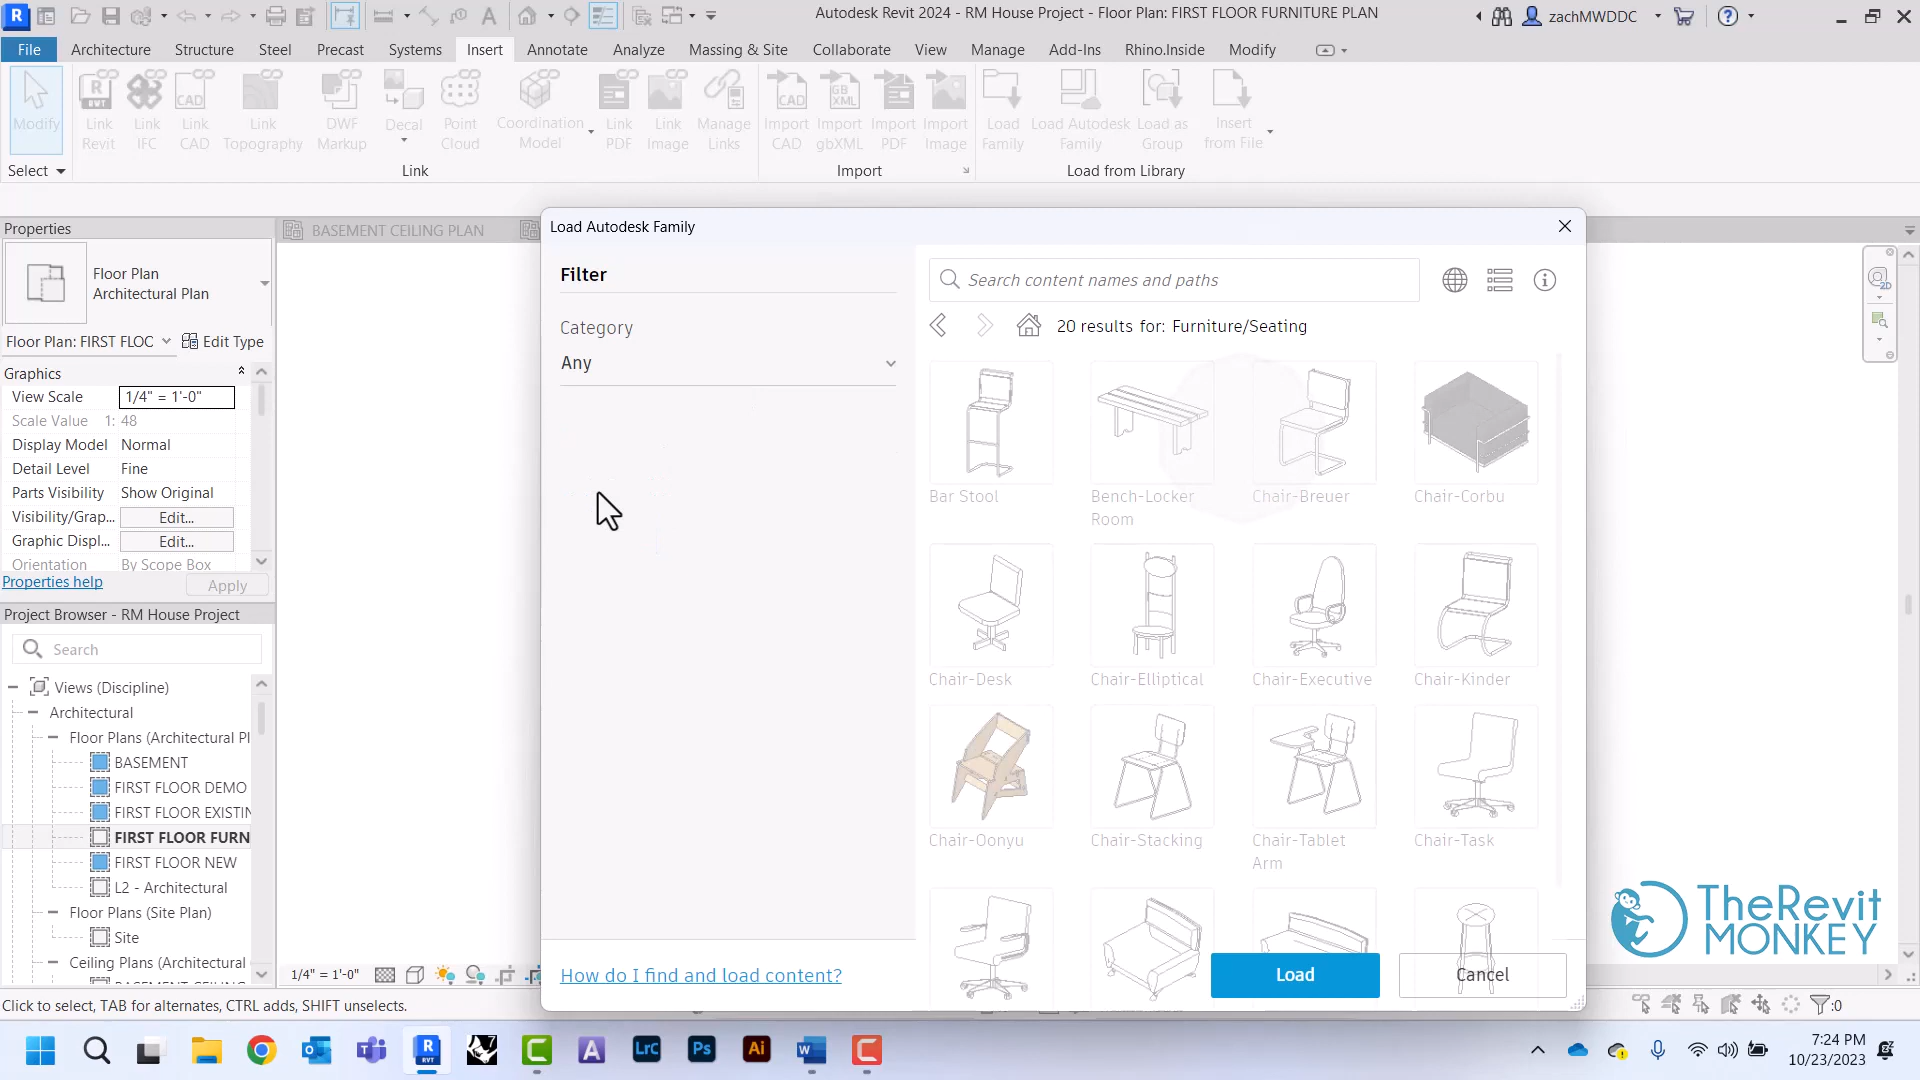 Autodesk Revit 2024 - RM House Project - Floor Plan: FIRST FLOOR FURNITURE PLAN
zachMWDDC
File
Architecture
Structure
Steel
Precast
Systems
Insert
Annotate
Analyze
Massing & Site
Collaborate
View
Manage
Add-Ins
Rhino.Inside
Modify
Modify
Link Revit
Link IFC
Link CAD
Link Topography
DWF Markup
Decal
Point Cloud
Coordination Model
Link PDF
Link Image
Manage Links
Import CAD
Import gbXML
Import PDF
Import Image
Load Family
Load Autodesk Family
Load as Group
Insert from File
Select
Link
Import
Load from Library
Properties
BASEMENT CEILING PLAN
Floor Plan
Architectural Plan
Floor Plan: FIRST FLOC
Edit Type
Graphics
View Scale
1/4" = 1'-0"
Scale Value 1:
48
Display Model
Normal
Detail Level
Fine
Parts Visibility
Show Original
Visibility/Grap...
Edit...
Graphic Displ...
Edit...
Orientation
By Scope Box
Properties help
Apply
Project Browser - RM House Project
Search
Views (Discipline)
Architectural
Floor Plans (Architectural Pl
BASEMENT
FIRST FLOOR DEMO
FIRST FLOOR EXISTIN
FIRST FLOOR FURN
FIRST FLOOR NEW
L2 - Architectural
Floor Plans (Site Plan)
Site
Ceiling Plans (Architectural
Load Autodesk Family
Filter
Category
Any
Search content names and paths
20 results for: Furniture/Seating
Bar Stool
Bench-Locker
Room
Chair-Breuer
Chair-Corbu
Chair-Desk
Chair-Elliptical
Chair-Executive
Chair-Kinder
Chair-Oonyu
Chair-Stacking
Chair-Tablet
Arm
Chair-Task
How do I find and load content?
Load
Cancel
TheRevit
MONKEY
1/4" = 1'-0"
Click to select, TAB for alternates, CTRL adds, SHIFT unselects.
:0
7:24 PM
10/23/2023